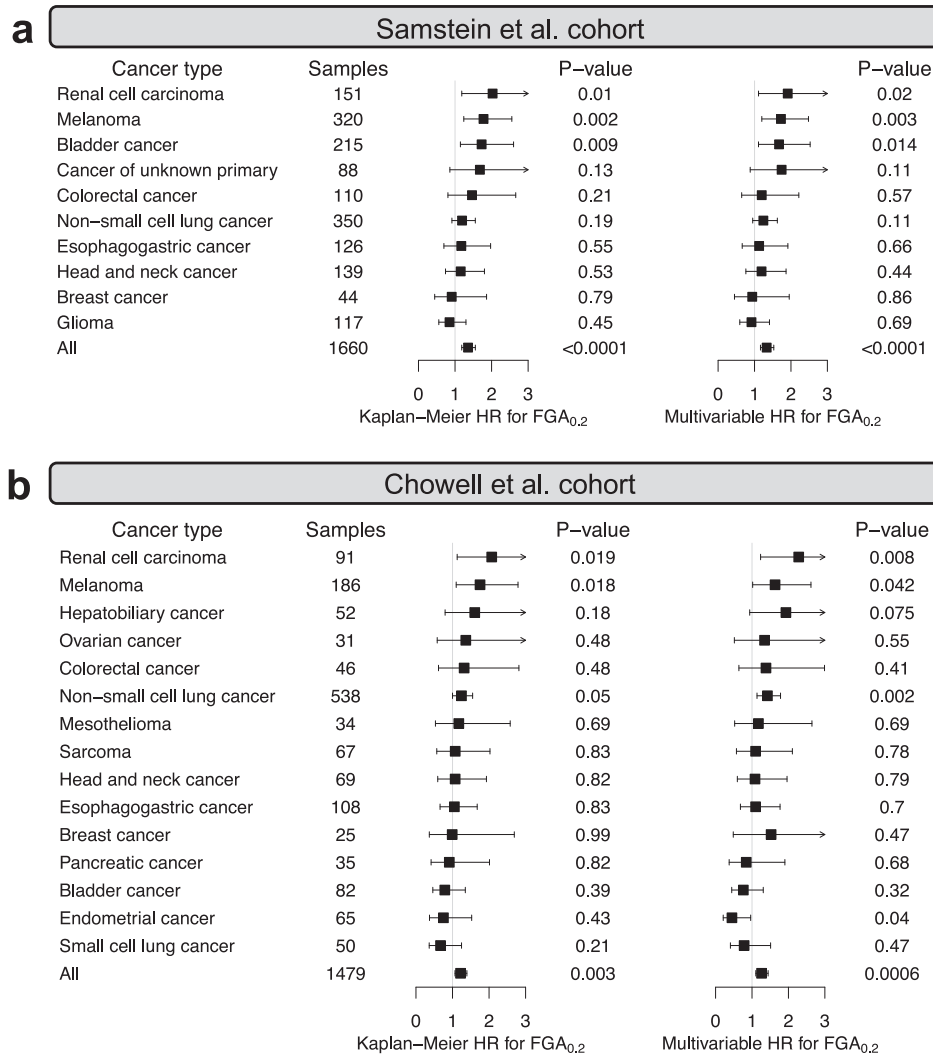 a Samstein et al. cohort
Cancer type Samples P−value P−value
Renal cell carcinoma 151 0.01 0.02
Melanoma 320 0.002 0.003
Bladder cancer 215 0.009 0.014
Cancer of unknown primary 88 0.13 0.11
Colorectal cancer 110 0.21 0.57
Non−small cell lung cancer 350 0.19 0.11
Esophagogastric cancer 126 0.55 0.66
Head and neck cancer 139 0.53 0.44
Breast cancer 44 0.79 0.86
Glioma 117 0.45 0.69
All 1660 <0.0001 <0.0001
0 1 2 3 0 1 2 3
Kaplan−Meier HR for FGA0.2 Multivariable HR for FGA0.2
b Chowell et al. cohort
Cancer type Samples P−value P−value
Renal cell carcinoma 91 0.019 0.008
Melanoma 186 0.018 0.042
Hepatobiliary cancer 52 0.18 0.075
Ovarian cancer 31 0.48 0.55
Colorectal cancer 46 0.48 0.41
Non−small cell lung cancer 538 0.05 0.002
Mesothelioma 34 0.69 0.69
Sarcoma 67 0.83 0.78
Head and neck cancer 69 0.82 0.79
Esophagogastric cancer 108 0.83 0.7
Breast cancer 25 0.99 0.47
Pancreatic cancer 35 0.82 0.68
Bladder cancer 82 0.39 0.32
Endometrial cancer 65 0.43 0.04
Small cell lung cancer 50 0.21 0.47
All 1479 0.003 0.0006
0 1 2 3 0 1 2 3
Kaplan−Meier HR for FGA0.2 Multivariable HR for FGA0.2